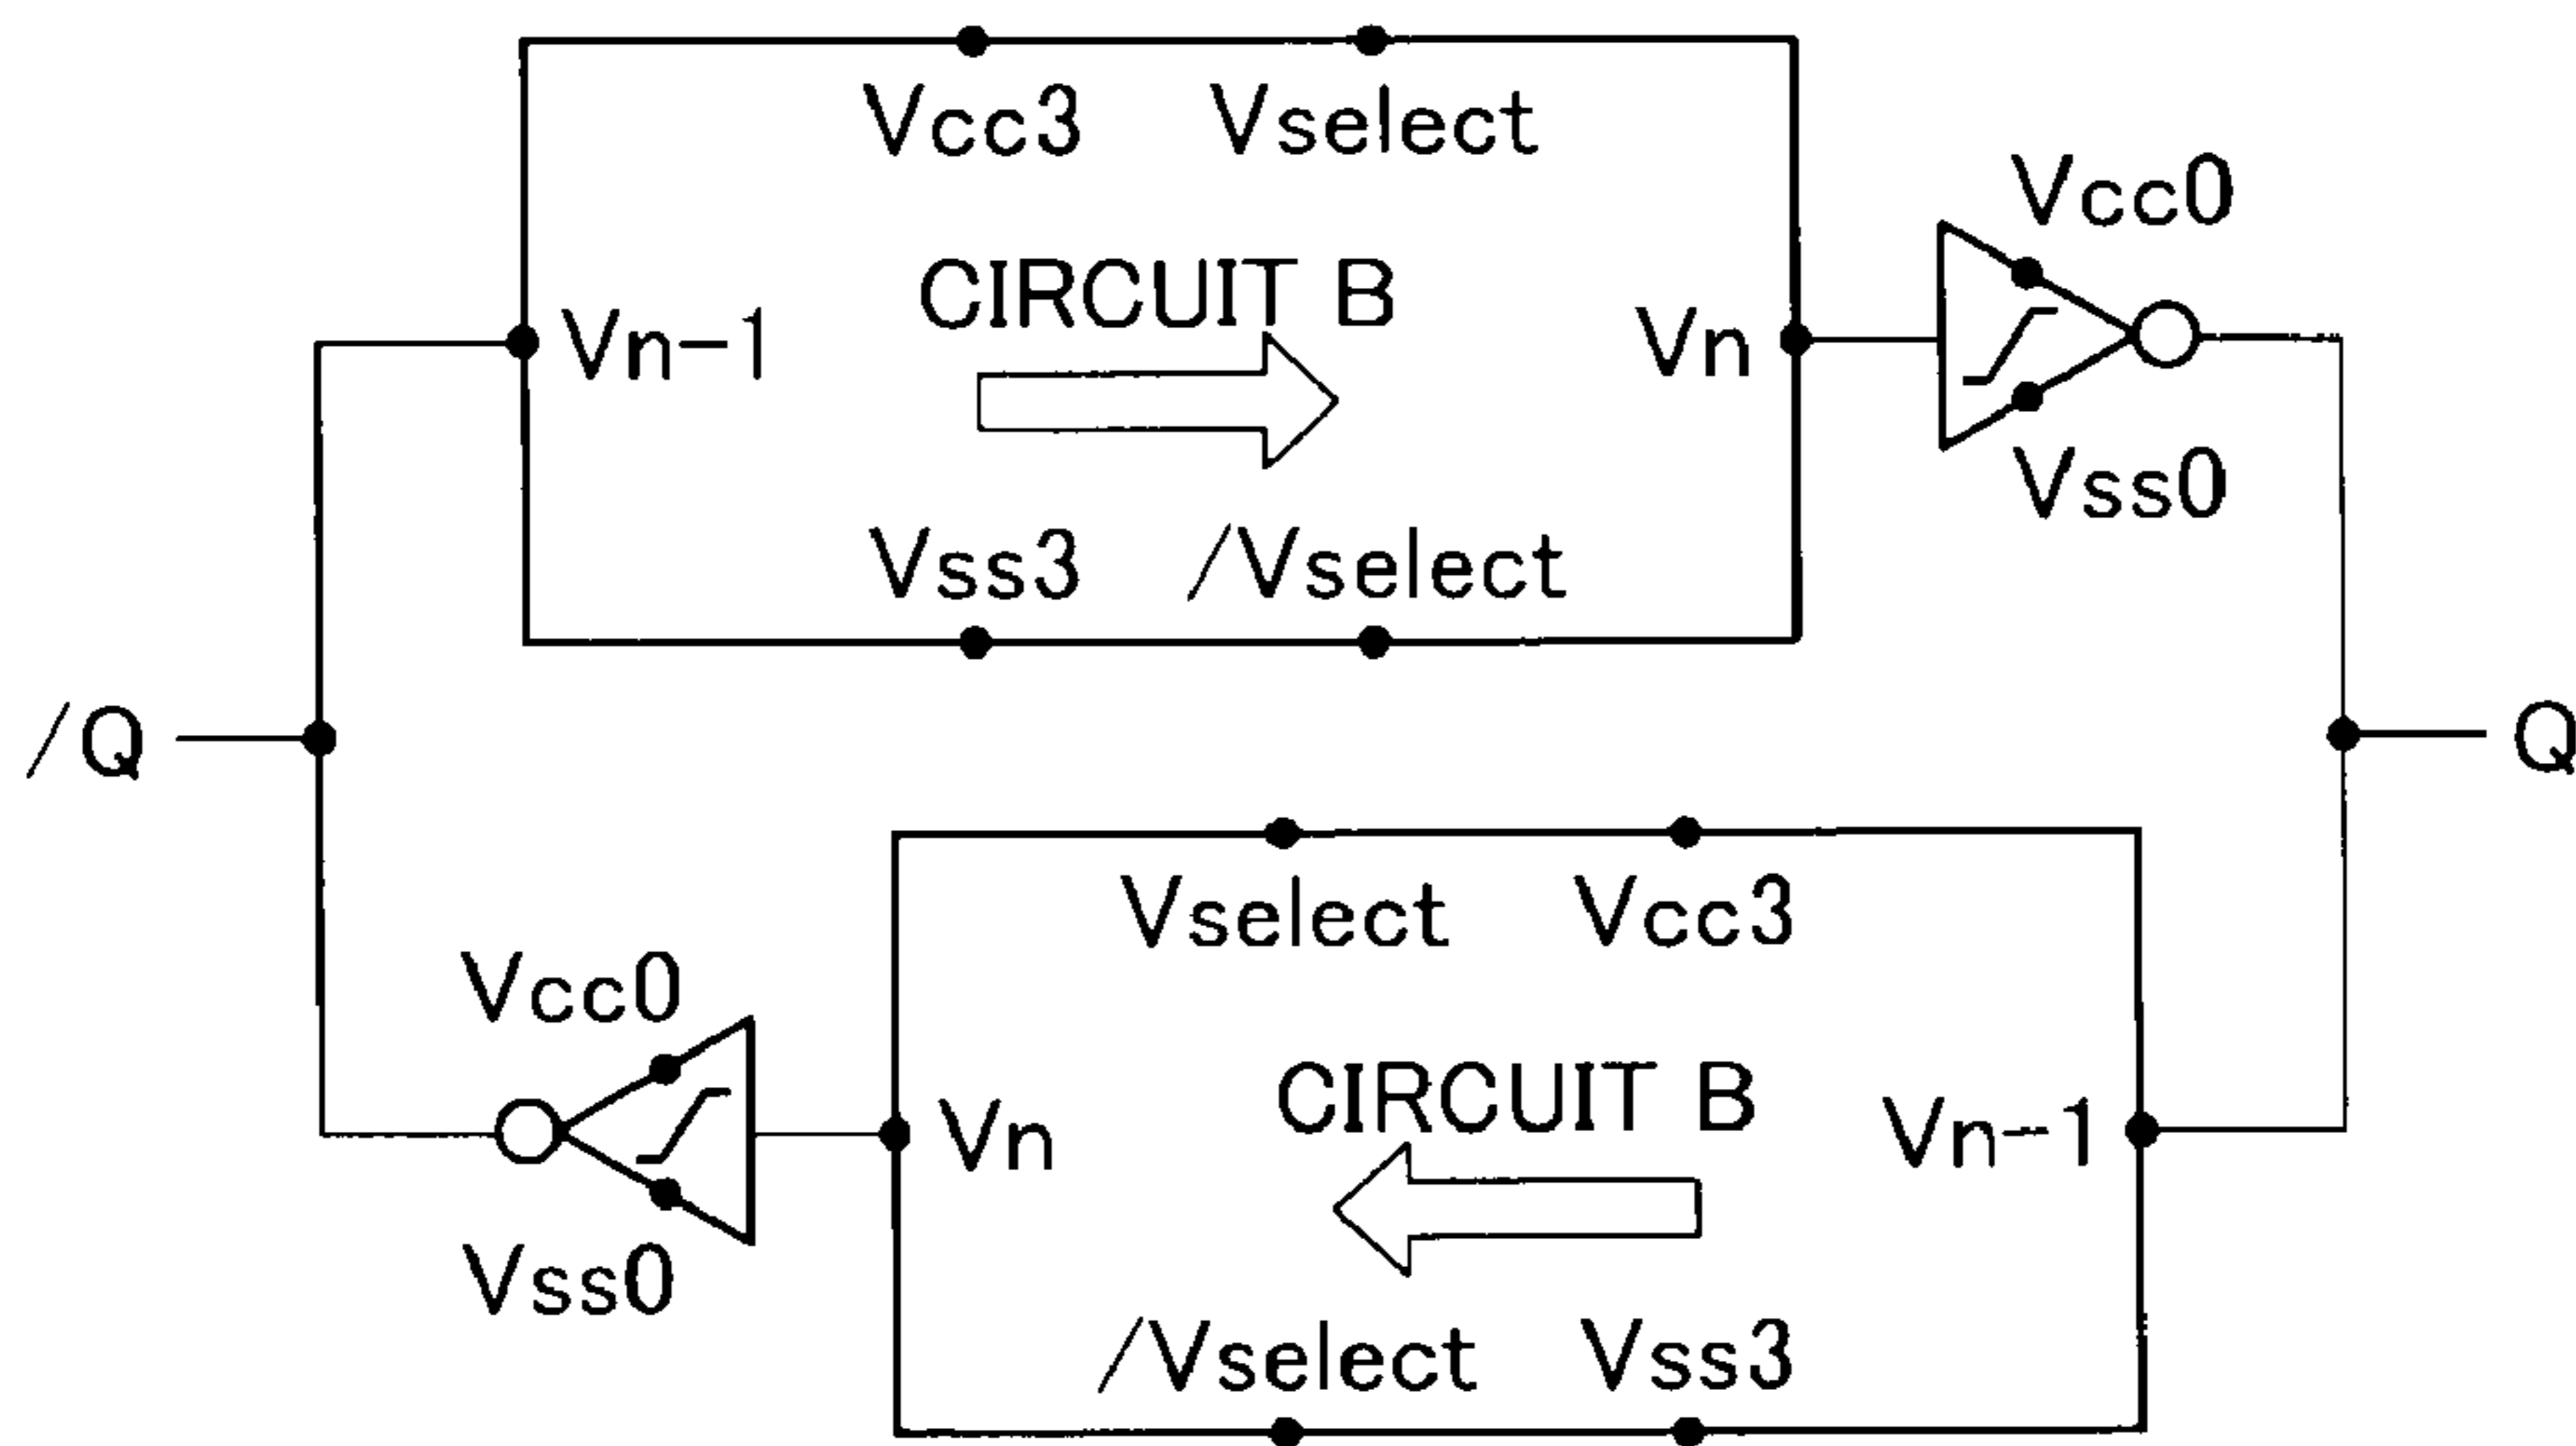 Vcc3 Vselect
Vcc0
CIRCUIT B
Vn-1 Vn
Vss0
Vss3 /Vselect
/Q Q
Vselect Vcc3
Vcc0
CIRCUIT B
Vn Vn-1
Vss0
/Vselect Vss3